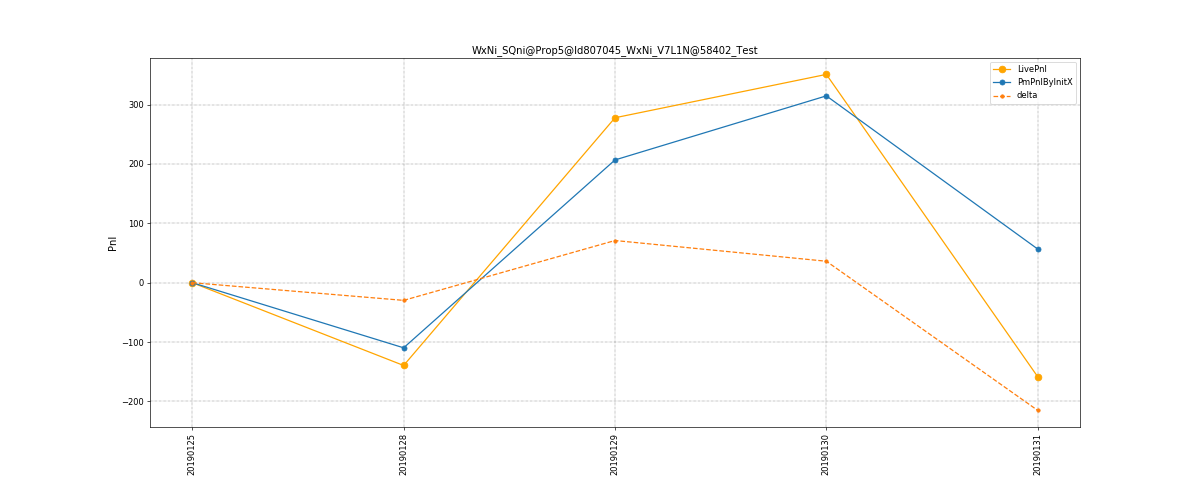 WxNi_SQni@Prop5@Id807045_WxNi_V7L1N@58402_Test
LivePnl
PmPnlByInitX
delta
Pnl
300
200
100
0
−100
−200
20190125
20190128
20190129
20190130
20190131